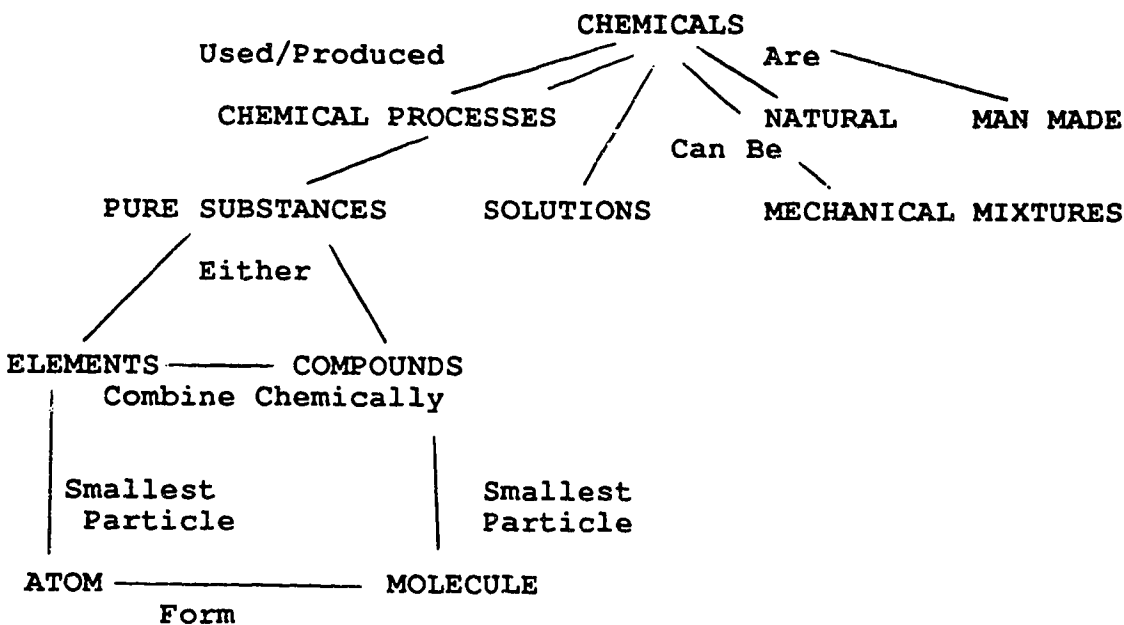 CHEMICALS
Used/Produced Are
CHEMICAL PROCESSES NATURAL MAN MADE
Can Be
PURE SUBSTANCES SOLUTIONS MECHANICAL MIXTURES
Either
ELEMENTS COMPOUNDS
Combine Chemically
Smallest Smallest
Particle Particle
ATOM MOLECULE
Form